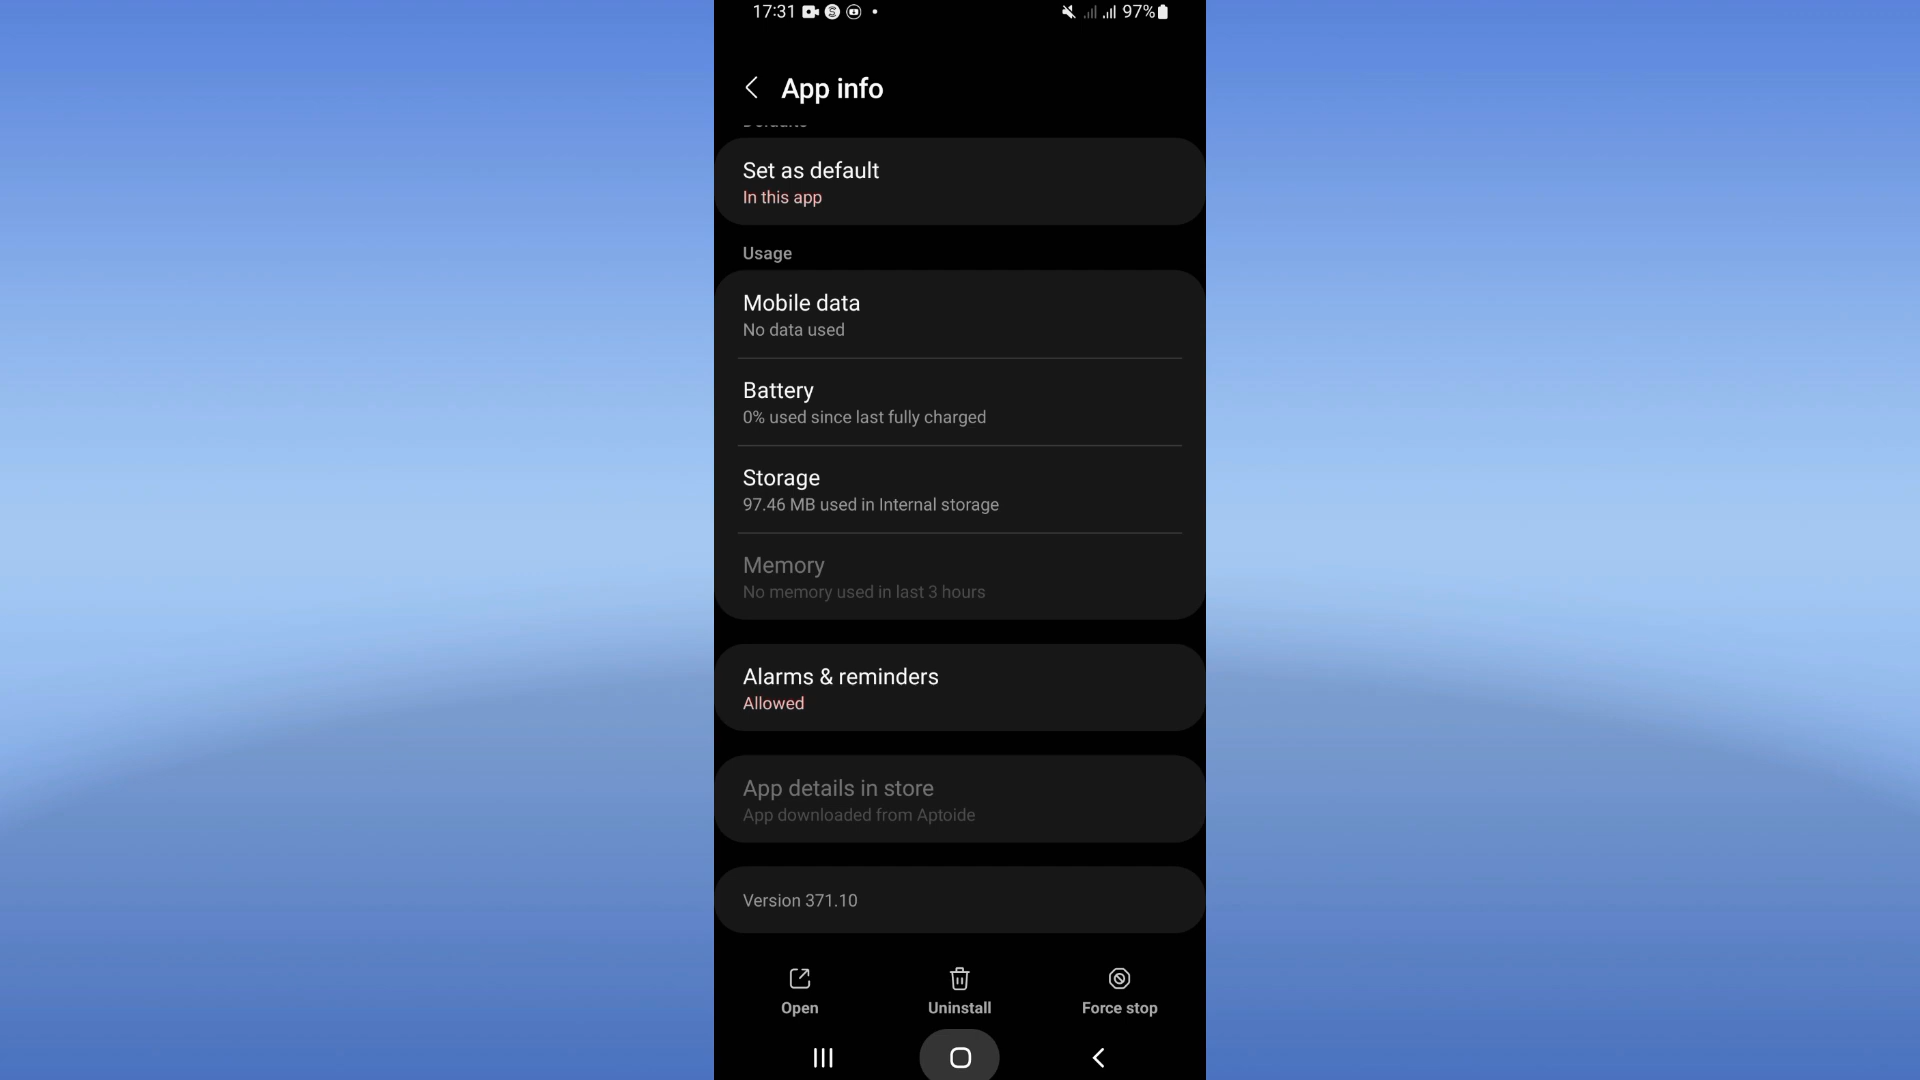 17:31
97%
App info
Defaults
Set as default
In this app
Usage
Mobile data
No data used
Battery
0% used since last fully charged
Storage
97.46 MB used in Internal storage
Memory
No memory used in last 3 hours
Alarms & reminders
Allowed
App details in store
App downloaded from Aptoide
Version 371.10
Open
Uninstall
Force stop